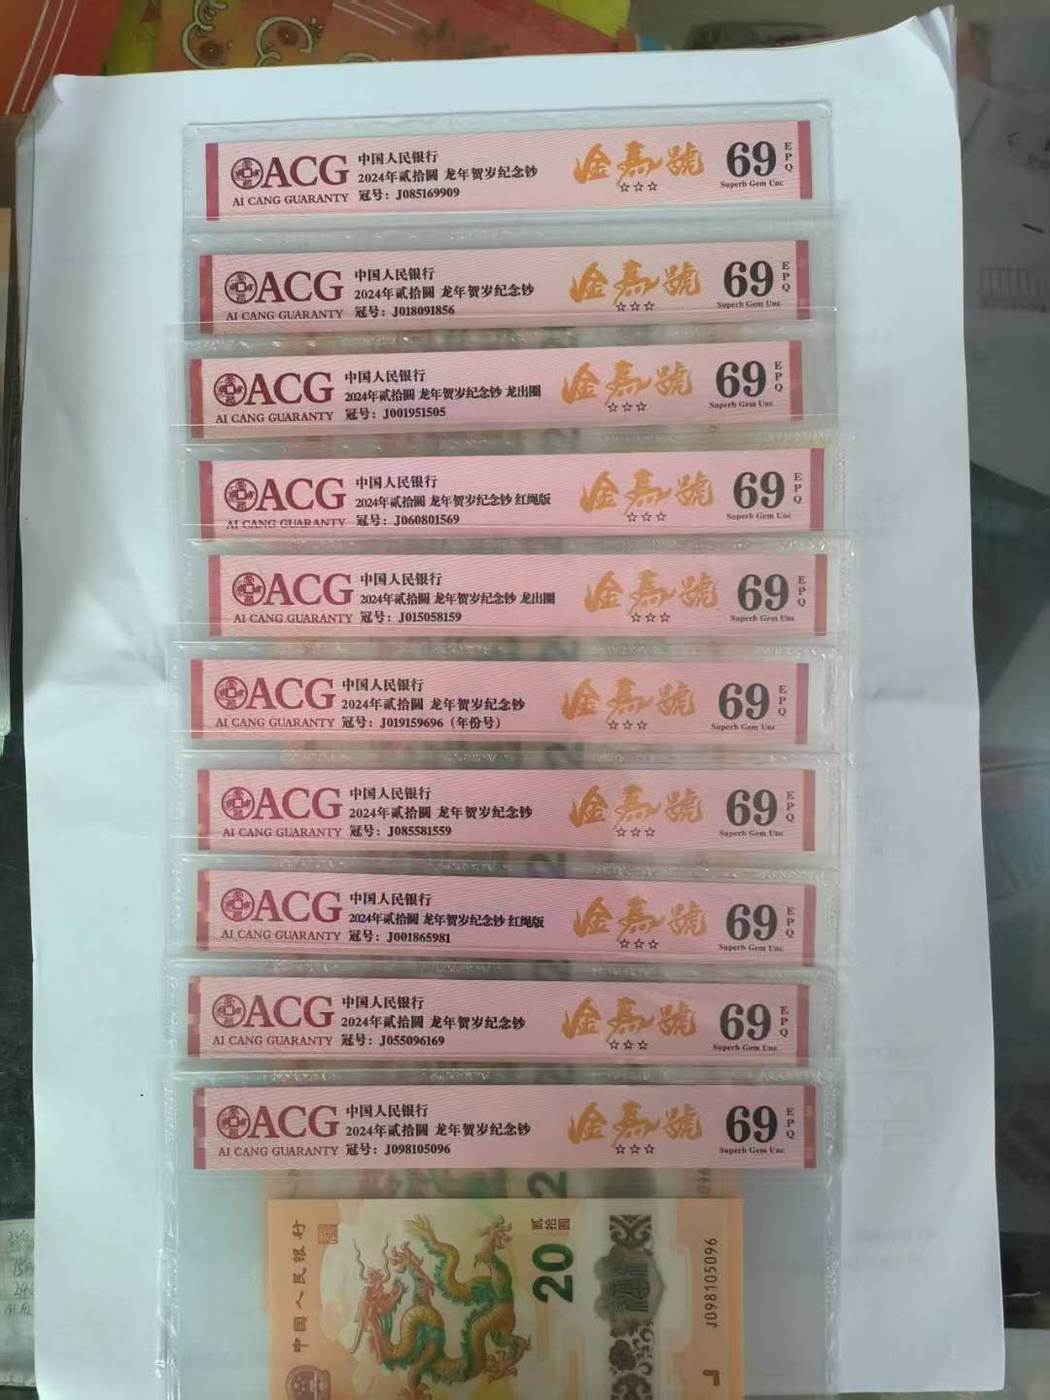 ACG
AI CANG GUARANTY
中国人民银行
2024年贰拾圆 龙年贺岁纪念钞
冠号：J085169909
金馬號
☆☆☆
69
EPQ
Superb Gem Unc
ACG
AI CANG GUARANTY
中国人民银行
2024年贰拾圆 龙年贺岁纪念钞
冠号：J018091856
金馬號
☆☆☆
69
EPQ
Superb Gem Unc
ACG
AI CANG GUARANTY
中国人民银行
2024年贰拾圆 龙年贺岁纪念钞 龙出圈
冠号：J001951505
金馬號
☆☆☆
69
EPQ
Superb Gem Unc
ACG
AI CANG GUARANTY
中国人民银行
2024年贰拾圆 龙年贺岁纪念钞 红绳版
冠号：J060801569
金馬號
☆☆☆
69
EPQ
Superb Gem Unc
ACG
AI CANG GUARANTY
中国人民银行
2024年贰拾圆 龙年贺岁纪念钞 龙出圈
冠号：J015058159
金馬號
☆☆☆
69
EPQ
Superb Gem Unc
ACG
AI CANG GUARANTY
中国人民银行
2024年贰拾圆 龙年贺岁纪念钞
冠号：J019159696（年份号）
金馬號
☆☆☆
69
EPQ
Superb Gem Unc
ACG
AI CANG GUARANTY
中国人民银行
2024年贰拾圆 龙年贺岁纪念钞
冠号：J085581559
金馬號
☆☆☆
69
EPQ
Superb Gem Unc
ACG
AI CANG GUARANTY
中国人民银行
2024年贰拾圆 龙年贺岁纪念钞 红绳版
冠号：J001865981
金馬號
☆☆☆
69
EPQ
Superb Gem Unc
ACG
AI CANG GUARANTY
中国人民银行
2024年贰拾圆 龙年贺岁纪念钞
冠号：J055096169
金馬號
☆☆☆
69
EPQ
Superb Gem Unc
ACG
AI CANG GUARANTY
中国人民银行
2024年贰拾圆 龙年贺岁纪念钞
冠号：J098105096
金馬號
☆☆☆
69
EPQ
Superb Gem Unc
中国人民银行
20
贰拾圆
J098105096